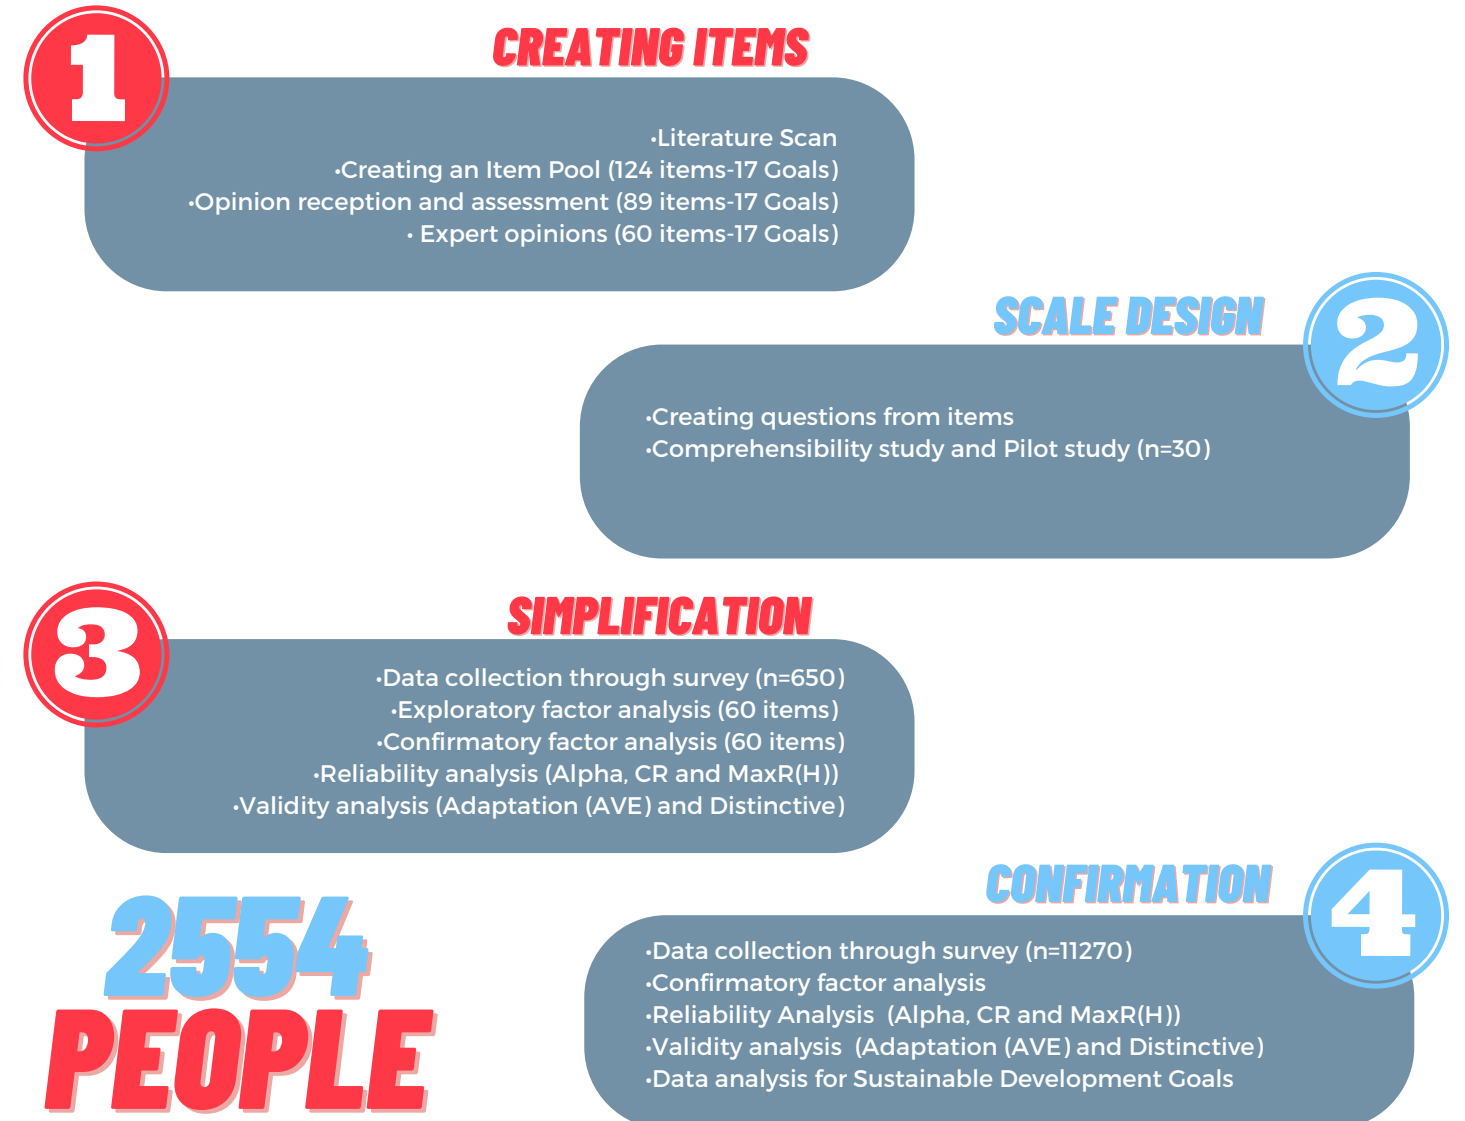 1
CREATING ITEMS
•Literature Scan
•Creating an Item Pool (124 items-17 Goals)
•Opinion reception and assessment (89 items-17 Goals)
• Expert opinions (60 items-17 Goals)
SCALE DESIGN
2
•Creating questions from items
•Comprehensibility study and Pilot study (n=30)
3
SIMPLIFICATION
•Data collection through survey (n=650)
•Exploratory factor analysis (60 items)
•Confirmatory factor analysis (60 items)
•Reliability analysis (Alpha, CR and MaxR(H))
•Validity analysis (Adaptation (AVE) and Distinctive)
CONFIRMATION
4
•Data collection through survey (n=11270)
•Confirmatory factor analysis
•Reliability Analysis  (Alpha, CR and MaxR(H))
•Validity analysis  (Adaptation (AVE) and Distinctive)
•Data analysis for Sustainable Development Goals
2554
PEOPLE